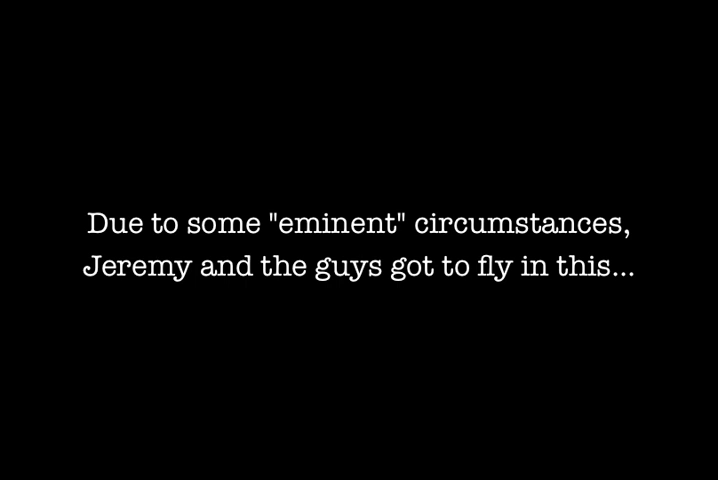 Due to some "eminent" circumstances,
Jeremy and the guys got to fly in this...